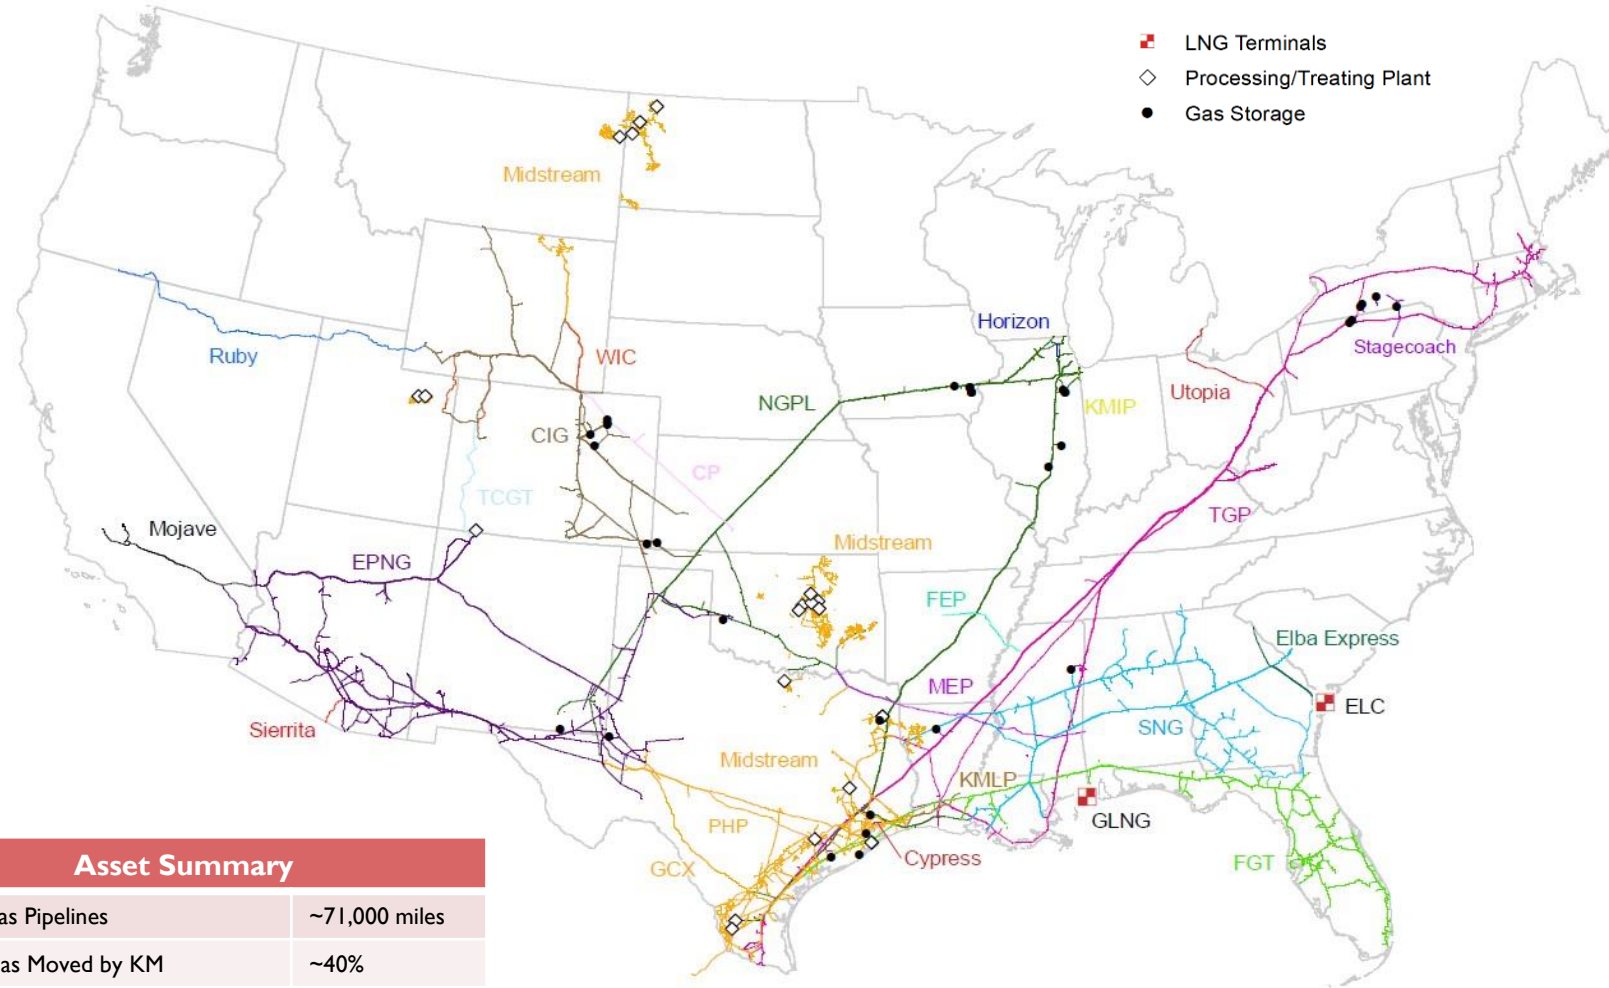 LNG Terminals
Processing/Treating Plant
Gas Storage
Midstream
Horizon
Ruby
WIC
Stagecoach
NGPL
Utopia
KMIP
CIG
CP
TCGT
TGP
Mojave
EPNG
Midstream
FEP
Elba Express
MEP
ELC
Sierrita
SNG
Midstream
KMLP
PHP
GLNG
GCX
Cypress
FGT
Asset Summary
as Pipelines ~71,000 miles
as Moved by KM ~40%